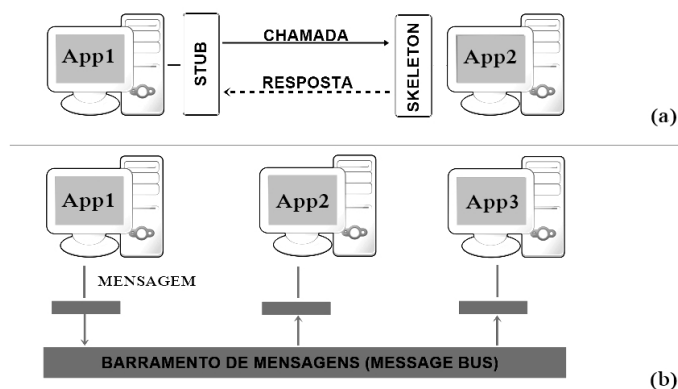 App1
STUB
CHAMADA
RESPOSTA
SKELETON
App2
(a)
App1
App2
App3
MENSAGEM
BARRAMENTO DE MENSAGENS (MESSAGE BUS)
(b)